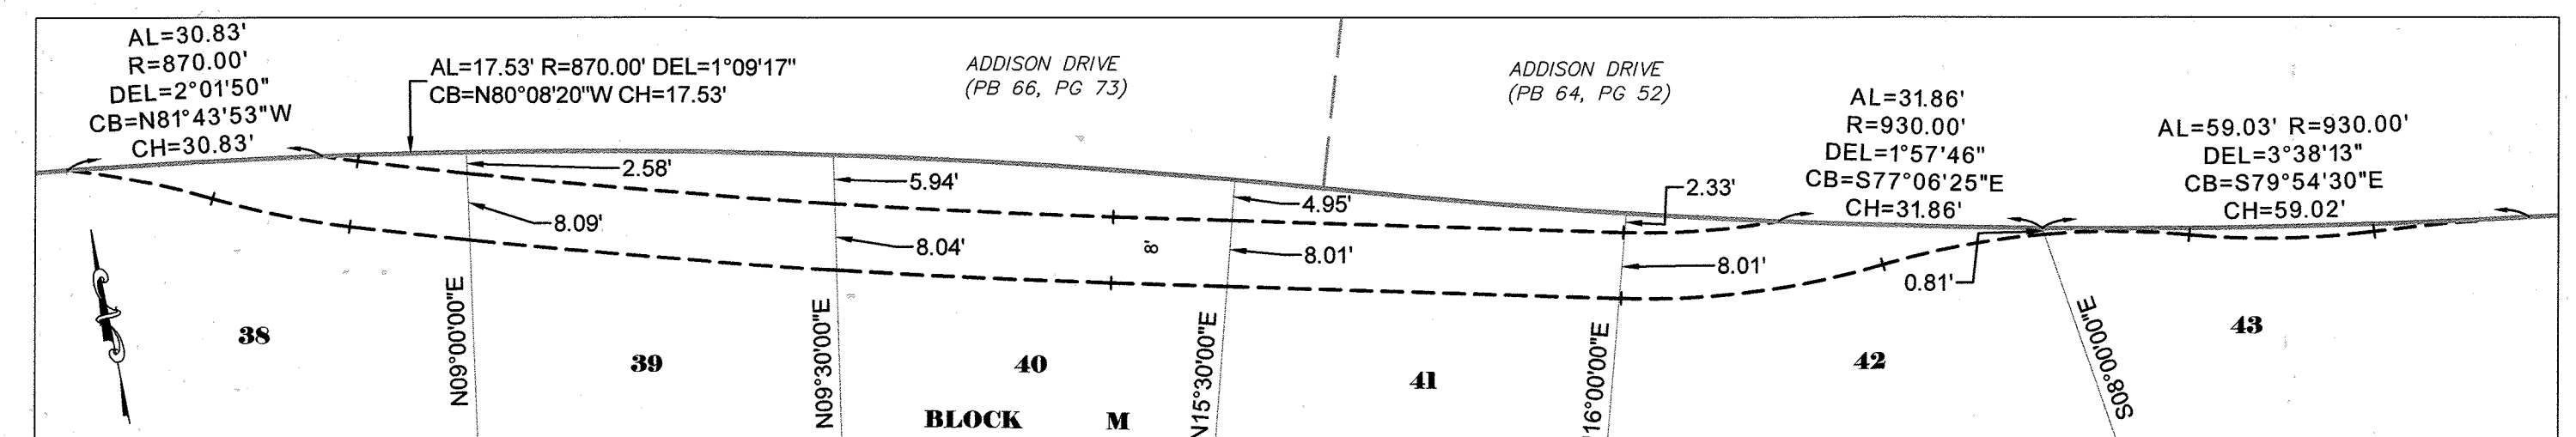 AL=30.83'
R=870.00'
DEL=2°01'50"
CB=N81°43'53"W
CH=30.83'
AL=17.53' R=870.00' DEL=1°09'17"
CB=N80°08'20"W CH=17.53'
ADDISON DRIVE
(PB 66, PG 73)
ADDISON DRIVE
(PB 64, PG 52)
AL=31.86'
R=930.00'
DEL=1°57'46"
CB=S77°06'25"E
CH=31.86'
AL=59.03' R=930.00'
DEL=3°38'13"
CB=S79°54'30"E
CH=59.02'
2.58'
5.94'
4.95'
2.33'
8.09'
8.04'
8'
8.01'
8.01'
0.81'
N09°00'00"E
N09°30'00"E
N15°30'00"E
16°00'00"E
S08°00'00"E
38
39
40
41
42
43
BLOCK M